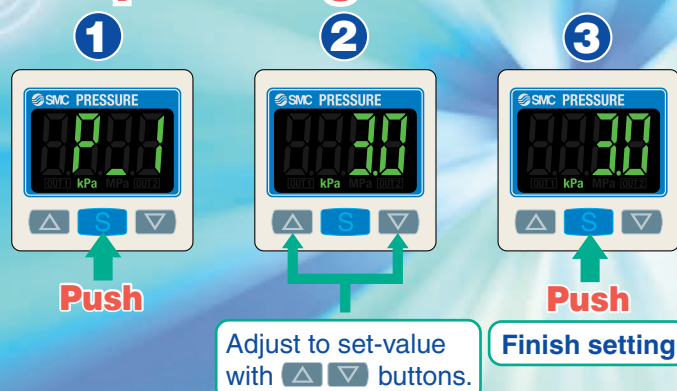 1
2
3
SMC PRESSURE
P_1
OUT1 kPa MPa OUT2
△ S ▽
Push
SMC PRESSURE
3.0
OUT1 kPa MPa OUT2
△ S ▽
Adjust to set-value
with △ ▽ buttons.
SMC PRESSURE
3.0
OUT1 kPa MPa OUT2
△ S ▽
Push
Finish setting